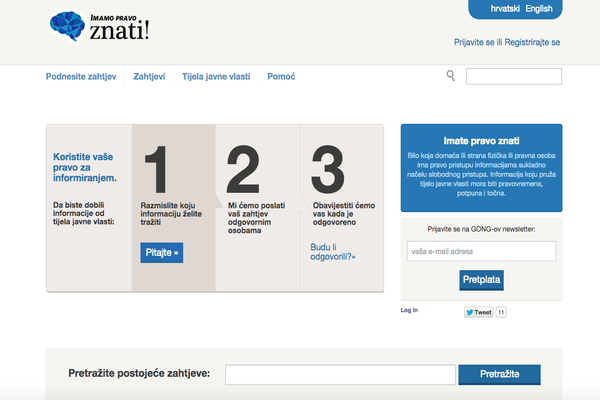 hrvatski English
IMAMO PRAVO
znati!
Prijavite se ili Registrirajte se
Podnesite zahtjev Zahtjevi Tijela javne vlasti Pomoć
Koristite vaše
pravo za
informiranjem.
Da biste dobili
informacije od
tijela javne vlasti:
1
Razmislite koju
informaciju želite
tražiti
Pitajte »
2
Mi ćemo poslati
vaš zahtjev
odgovornim
osobama
3
Obavijestiti ćemo
vas kada je
odgovoreno
Budu li
odgovorili?»
Imate pravo znati
Bilo koja domaća ili strana fizička ili pravna osoba
ima pravo pristupu informacijama sukladno
načelu slobodnog pristupa. Informacije koju pruža
tijelo javne vlasti mora biti pravovremena,
potpuna i točna.
Prijavite se na GONG-ov newsletter:
vaša e-mail adresa
Pretplata
Log In
Tweet 11
Pretražite postojeće zahtjeve:
Pretražite